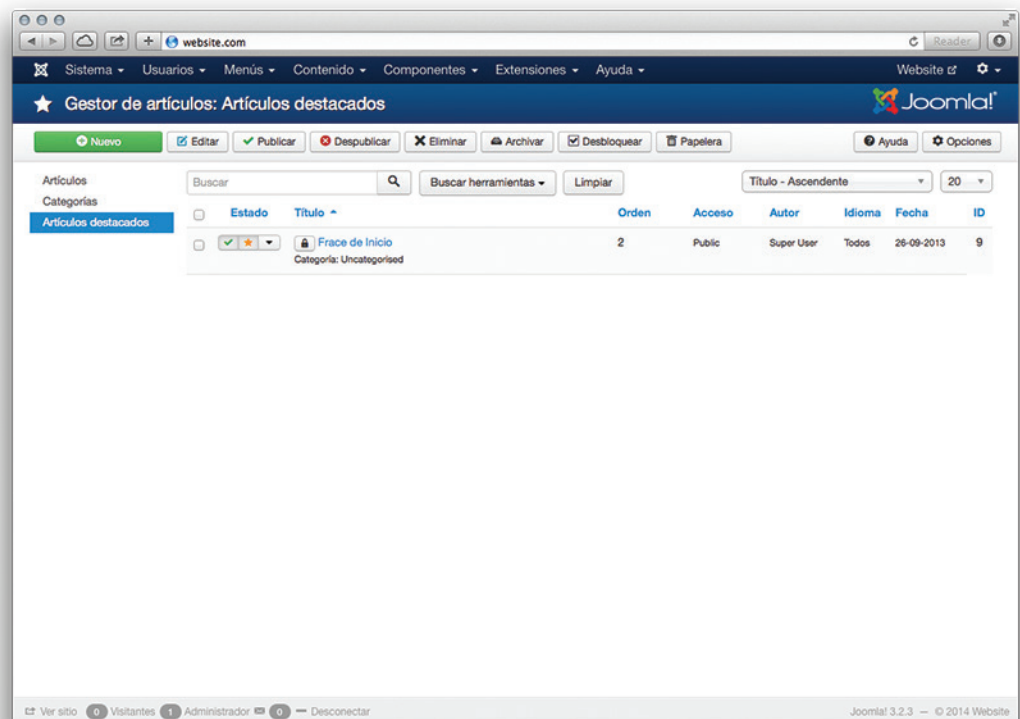 website.com
Reader
Sistema Usuarios Menús Contenido Componentes Extensiones Ayuda Website
Gestor de artículos: Artículos destacados
Joomla!
Nuevo Editar Publicar Despublicar Eliminar Archivar Desbloquear Papelera Ayuda Opciones
Artículos
Categorías
Artículos destacados
Buscar Buscar herramientas Limpiar Título - Ascendente 20
Estado Título Orden Acceso Autor Idioma Fecha ID
Frace de Inicio 2 Public Super User Todos 26-09-2013 9
Categoría: Uncategorised
Ver sitio 0 Visitantes 1 Administrador 0 Desconectar Joomla! 3.2.3 — © 2014 Website